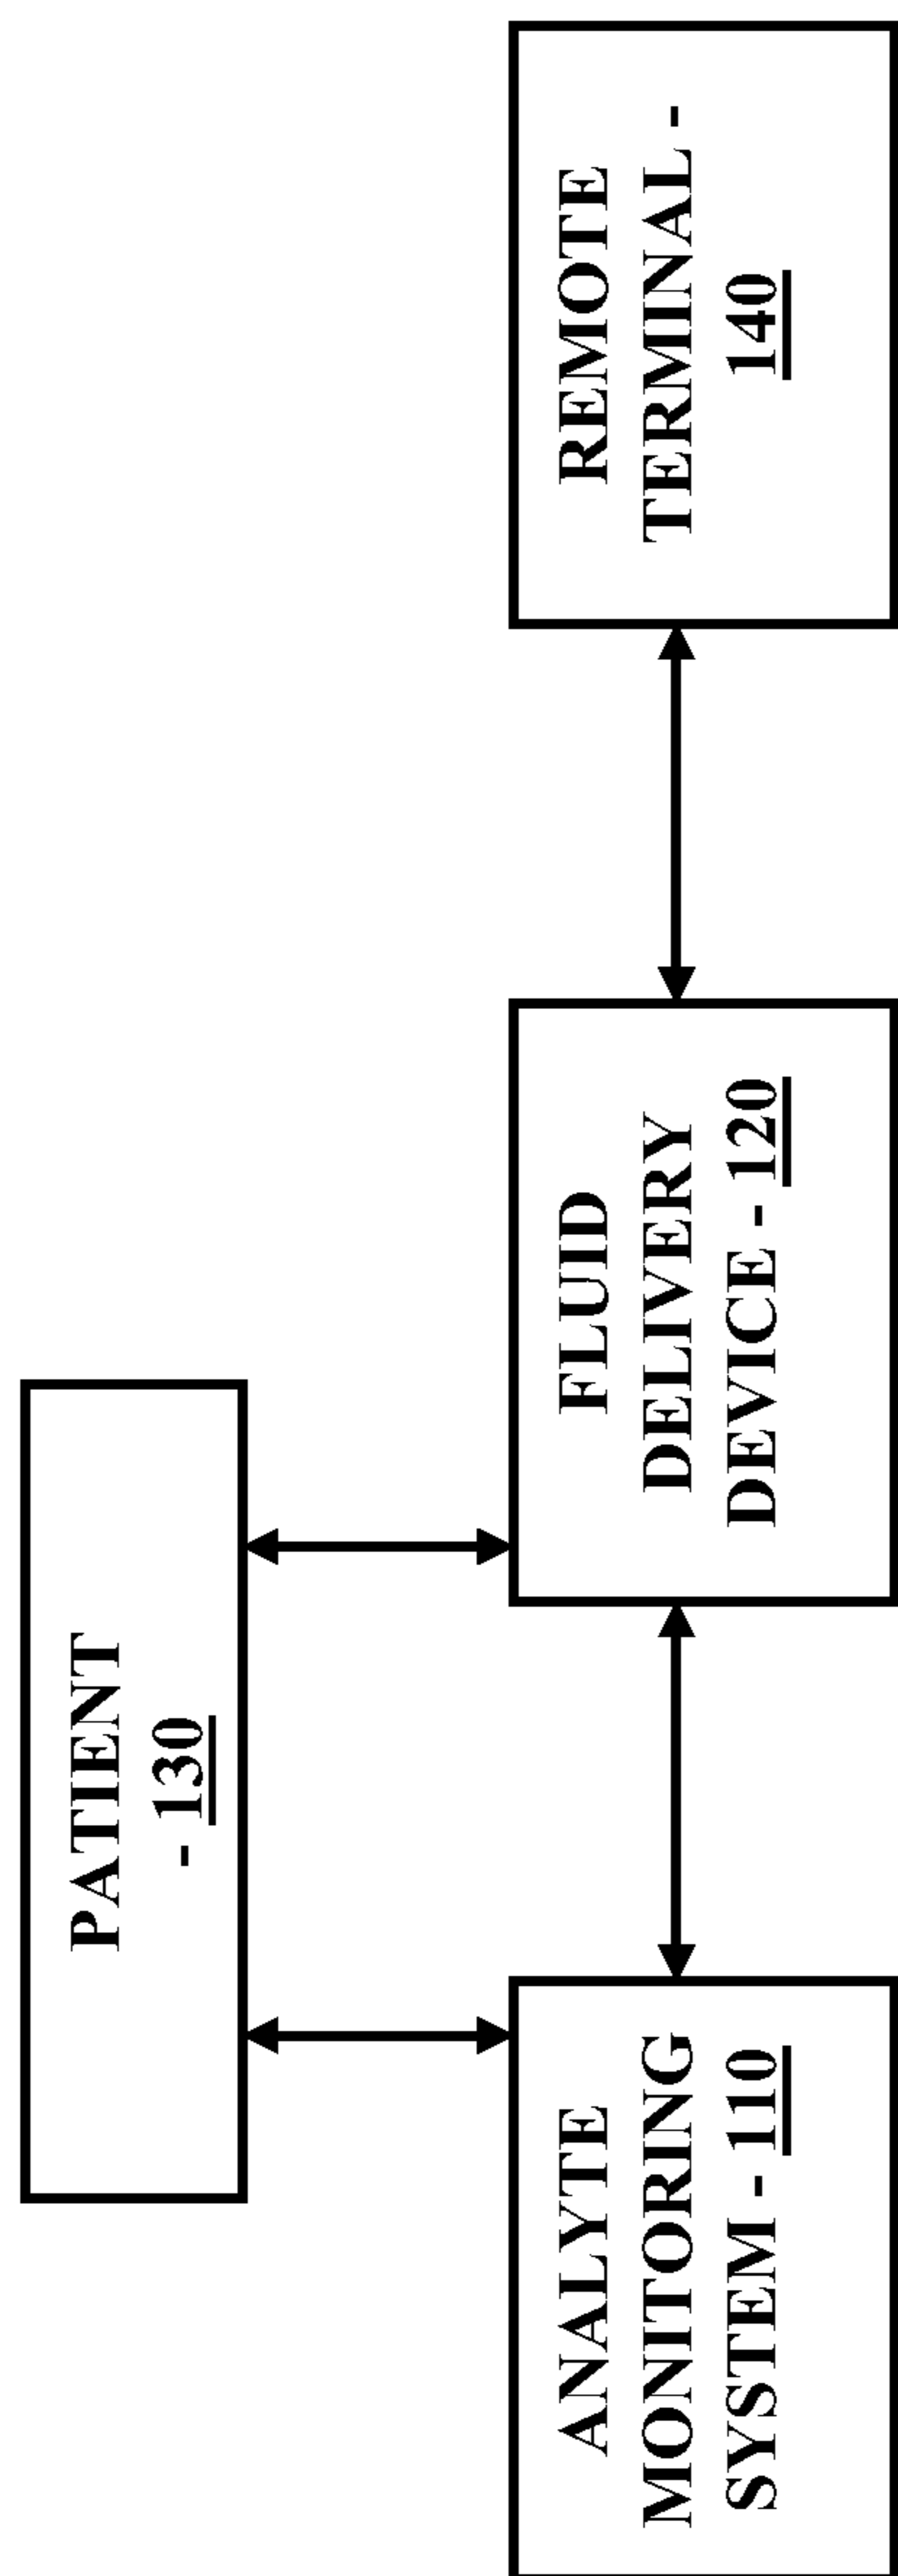 PATIENT
- 130
ANALYTE
MONITORING
SYSTEM - 110
FLUID
DELIVERY
DEVICE - 120
REMOTE
TERMINAL -
140